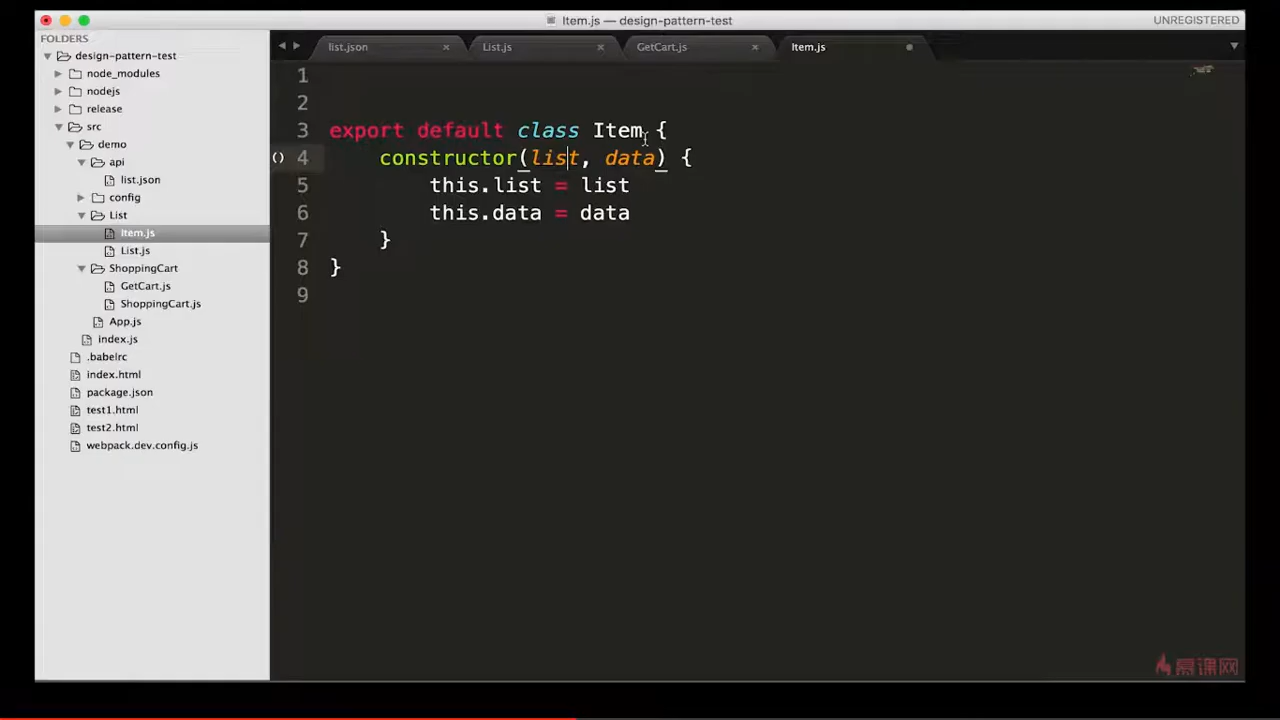 Item.js — design-pattern-test
UNREGISTERED
FOLDERS
design-pattern-test
node_modules
nodejs
release
src
demo
api
list.json
config
List
Item.js
List.js
ShoppingCart
GetCart.js
ShoppingCart.js
App.js
index.js
.babelrc
index.html
package.json
test1.html
test2.html
webpack.dev.config.js
list.json × List.js × GetCart.js × Item.js
1
2
3 export default class Item {
() 4 constructor(list, data) {
5 this.list = list
6 this.data = data
7 }
8 }
9
慕课网